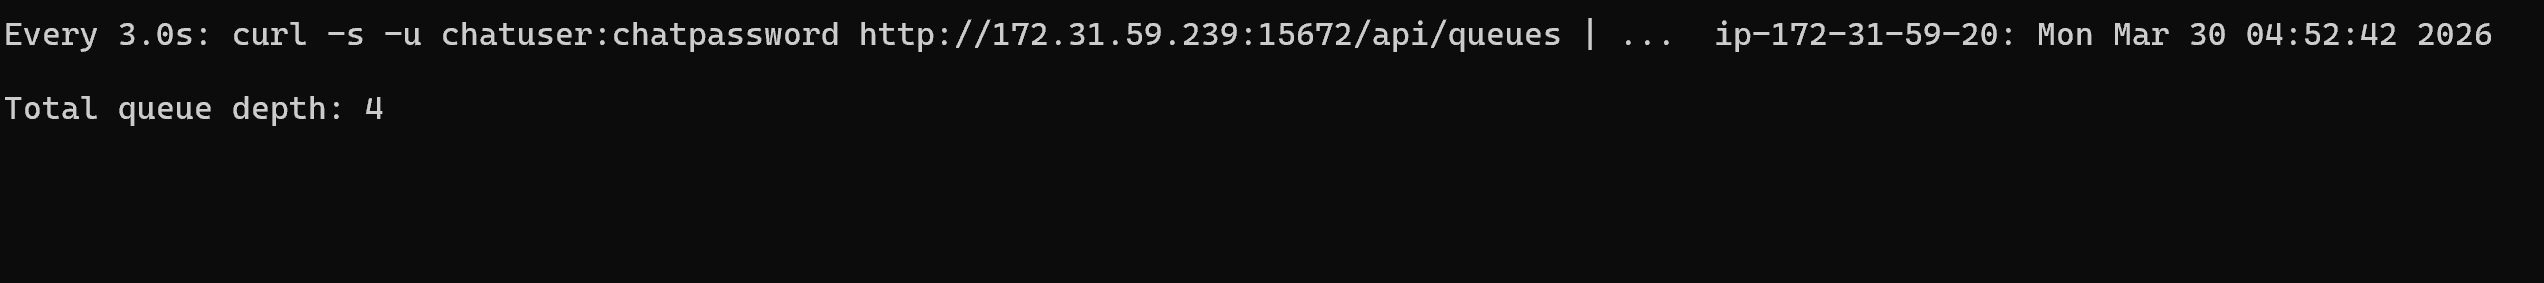 Every 3.0s: curl -s -u chatuser:chatpassword http://172.31.59.239:15672/api/queues | ...  ip-172-31-59-20: Mon Mar 30 04:52:42 2026
Total queue depth: 4